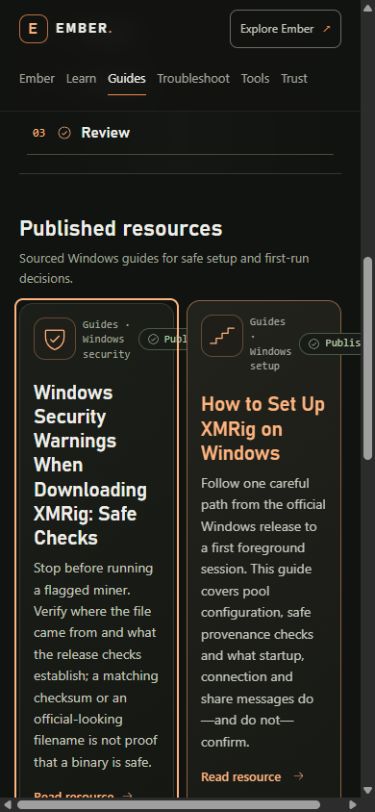 E EMBER.
Explore Ember ↗
Ember Learn Guides Troubleshoot Tools Trust
03 Review
Published resources
Sourced Windows guides for safe setup and first-run
decisions.
Guides ·
Windows
security
Publ
Windows
Security
Warnings
When
Downloading
XMRig: Safe
Checks
Stop before running
a flagged miner.
Verify where the file
came from and what
the release checks
establish; a matching
checksum or an
official-looking
filename is not proof
that a binary is safe.
Read resource →
Guides
·
Windows
setup
Publis
How to Set Up
XMRig on
Windows
Follow one careful
path from the official
Windows release to
a first foreground
session. This guide
covers pool
configuration, safe
provenance checks
and what startup,
connection and
share messages do
—and do not—
confirm.
Read resource →